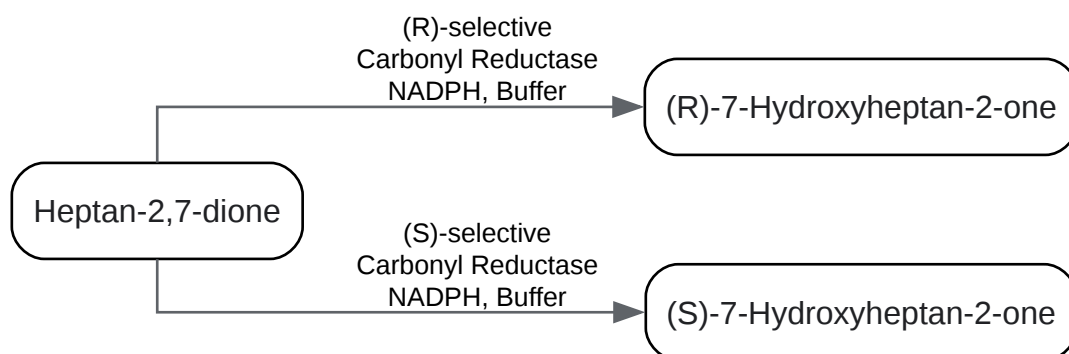 (R)-selective
Carbonyl Reductase
NADPH, Buffer
(R)-7-Hydroxyheptan-2-one
Heptan-2,7-dione
(S)-selective
Carbonyl Reductase
NADPH, Buffer
(S)-7-Hydroxyheptan-2-one